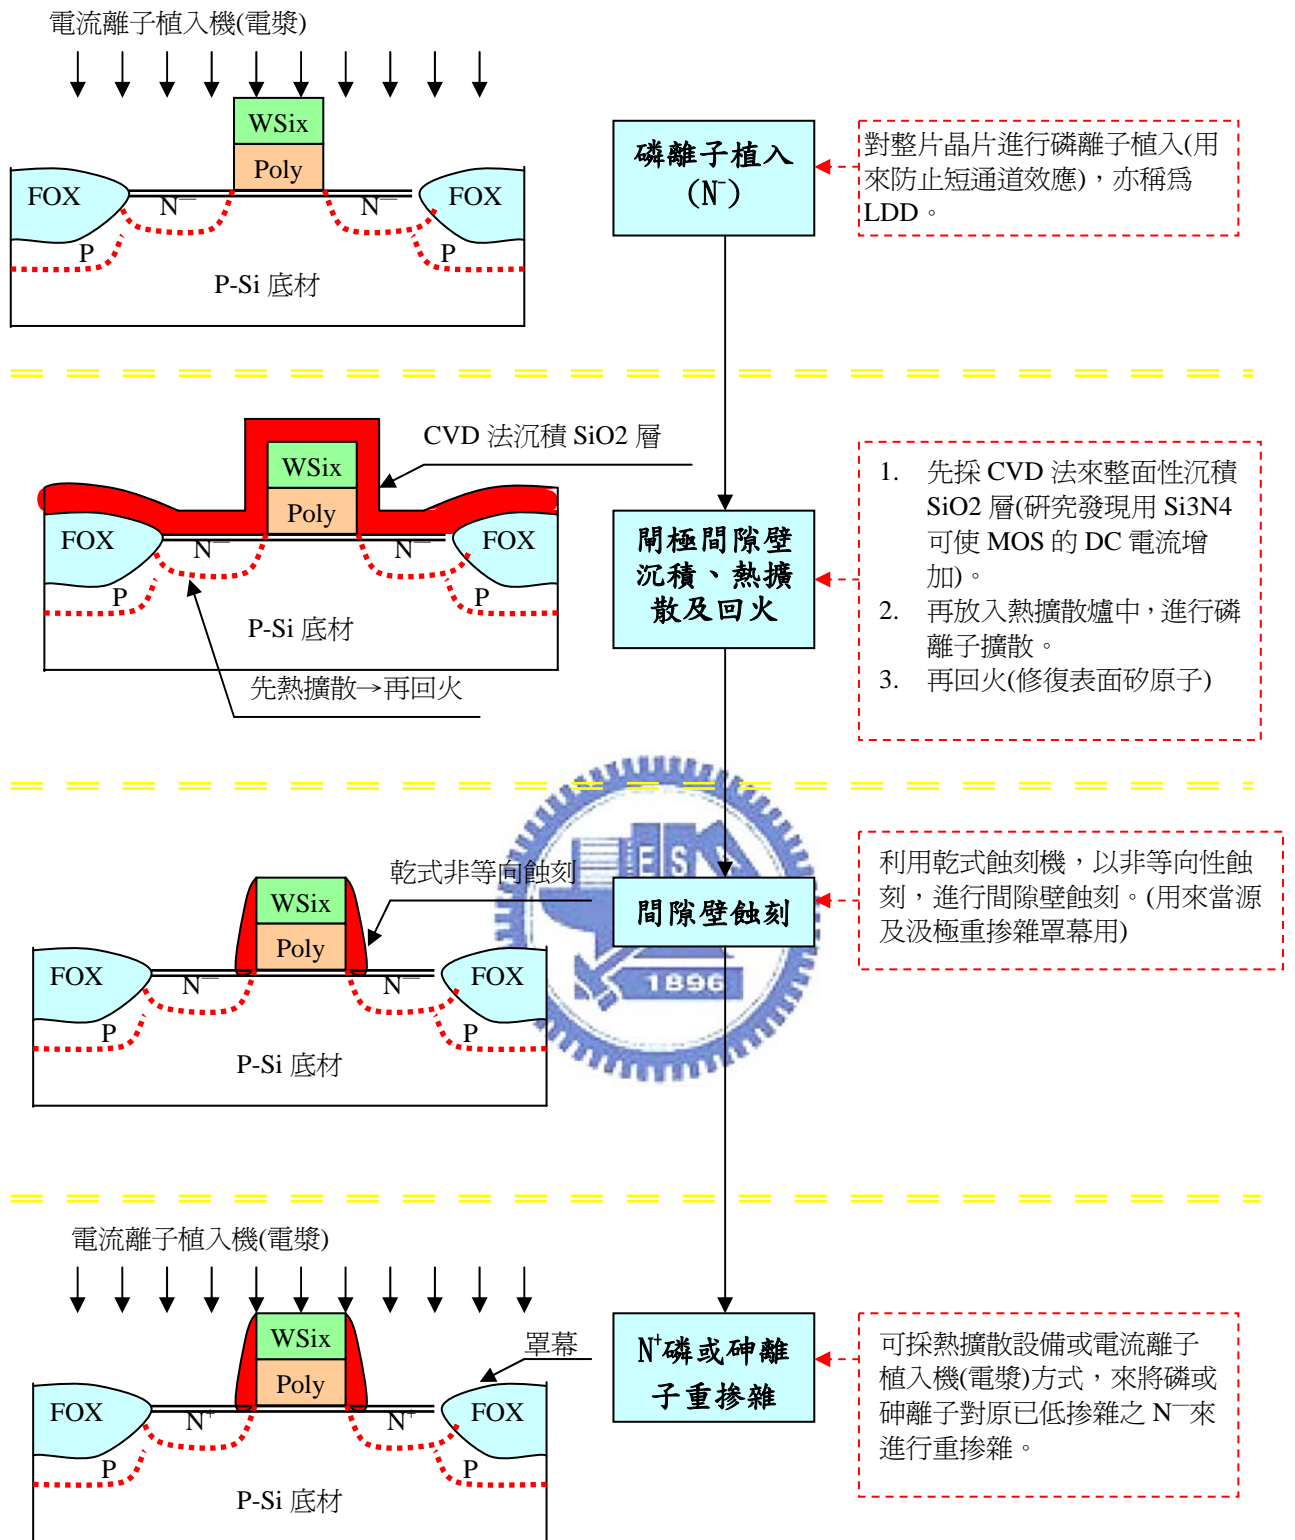 電流離子植入機(電漿)
WSix
Poly
FOX
FOX
N—
N—
P
P
P-Si 底材
磷離子植入
(N-)
對整片晶片進行磷離子植入(用
來防止短通道效應)，亦稱爲
LDD。
CVD 法沉積 SiO2 層
WSix
Poly
FOX
FOX
N—
N—
P
P
P-Si 底材
先熱擴散→再回火
閘極間隙壁
沉積、熱擴
散及回火
1. 先採 CVD 法來整面性沉積
SiO2 層(研究發現用 Si3N4
可使 MOS 的 DC 電流增
加)。
2. 再放入熱擴散爐中，進行磷
離子擴散。
3. 再回火(修復表面矽原子)
乾式非等向蝕刻
WSix
Poly
FOX
FOX
N—
N—
P
P
P-Si 底材
ES
1896
間隙壁蝕刻
利用乾式蝕刻機，以非等向性蝕
刻，進行間隙壁蝕刻。(用來當源
及汲極重摻雜罩幕用)
電流離子植入機(電漿)
WSix
Poly
罩幕
FOX
FOX
N+
N+
P
P
P-Si 底材
N+磷或砷離
子重摻雜
可採熱擴散設備或電流離子
植入機(電漿)方式，來將磷或
砷離子對原已低摻雜之 N—來
進行重摻雜。